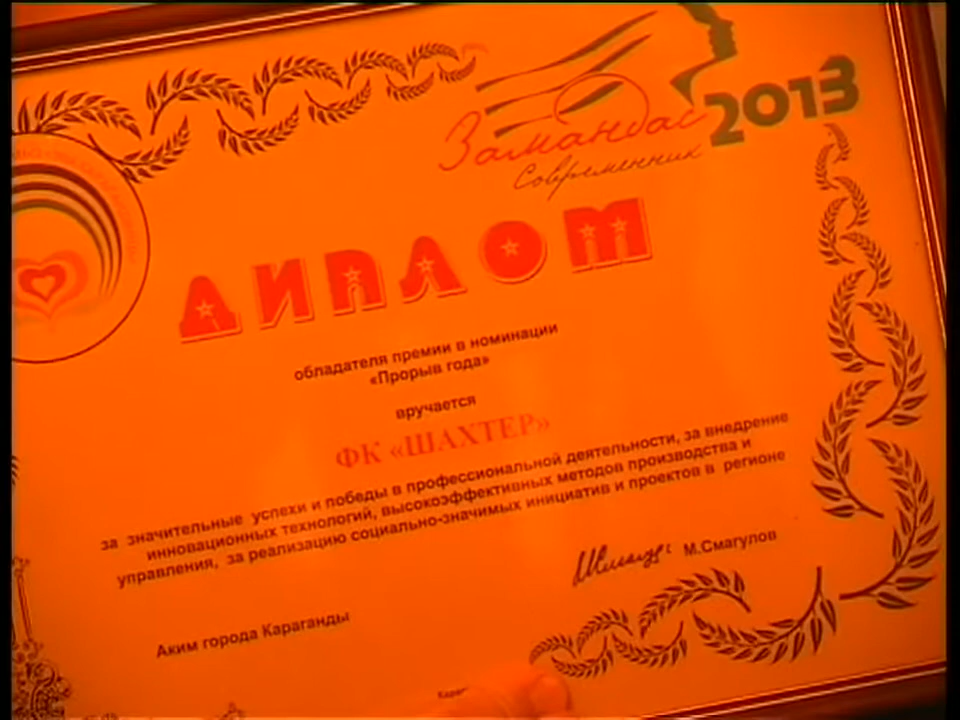 Замандас 2013
Современник
ДИПЛОМ
обладателя премии в номинации
«Прорыв года»
вручается
ФК «ШАХТЕР»
за значительные успехи и победы в профессиональной деятельности, за внедрение
инновационных технологий, высокоэффективных методов производства и
управления, за реализацию социально-значимых инициатив и проектов в регионе
М.Смагулов
Аким города Караганды